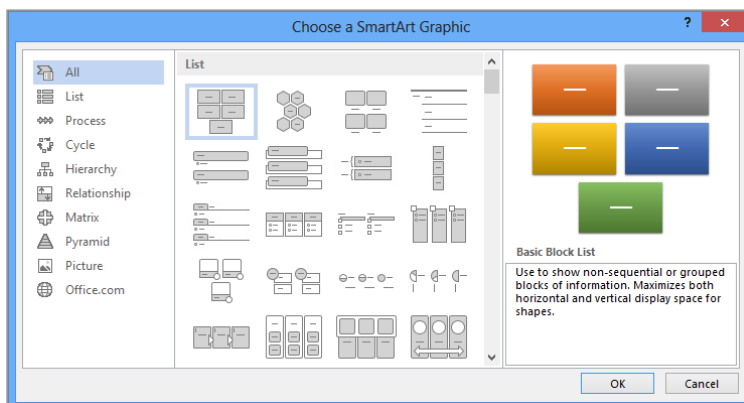 Choose a SmartArt Graphic
?
All
List
Process
Cycle
Hierarchy
Relationship
Matrix
Pyramid
Picture
Office.com
List
Basic Block List
Use to show non-sequential or grouped
blocks of information. Maximizes both
horizontal and vertical display space for
shapes.
OK
Cancel